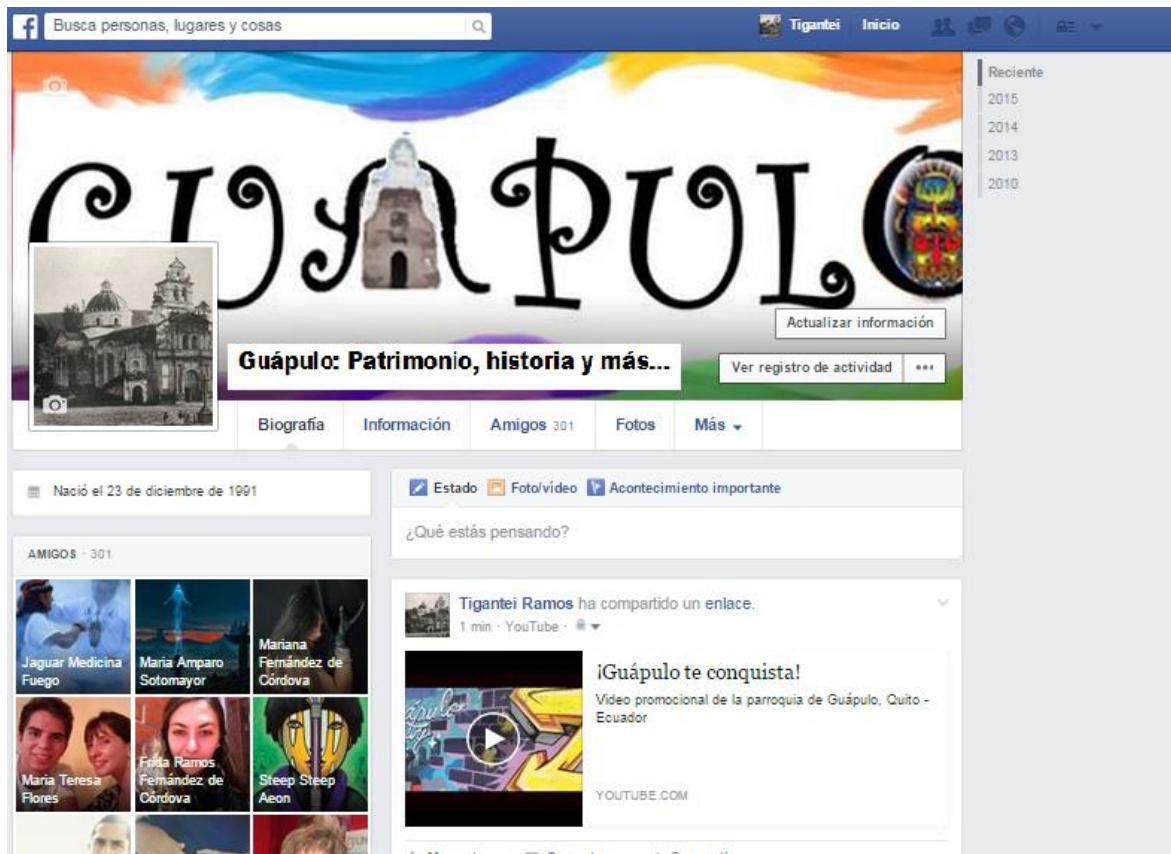 Busca personas, lugares y cosas
Tigantei Inicio
Reciente
2015
2014
2013
2010
GUAPULO
Actualizar información
Guápulo: Patrimonio, historia y más...
Ver registro de actividad
Biografía Información Amigos 301 Fotos Más
Nació el 23 de diciembre de 1991
AMIGOS · 301
Jaguar Medicina
Fuego
Maria Amparo
Sotomayor
Mariana
Fernández de
Córdova
Maria Teresa
Flores
Frida Ramos
Fernández de
Córdova
Steep Steep
Aeon
Estado Foto/vídeo Acontecimiento importante
¿Qué estás pensando?
Tigantei Ramos ha compartido un enlace.
1 min · YouTube ·
¡Guápulo te conquista!
Video promocional de la parroquia de Guápulo, Quito -
Ecuador
YOUTUBE.COM